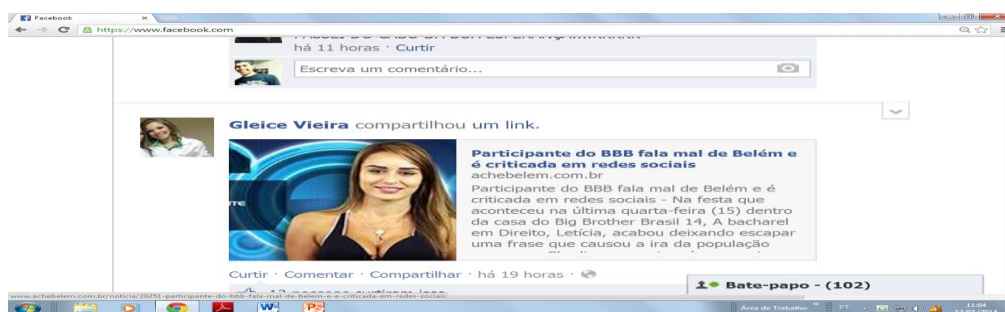 Facebook
https://www.facebook.com
há 11 horas · Curtir
Escreva um comentário...
Gleice Vieira compartilhou um link.
Participante do BBB fala mal de Belém e
é criticada em redes sociais
achebelem.com.br
Participante do BBB fala mal de Belém e é
criticada em redes sociais - Na festa que
aconteceu na última quarta-feira (15) dentro
da casa do Big Brother Brasil 14, A bacharel
em Direito, Letícia, acabou deixando escapar
uma frase que causou a ira da população
Curtir · Comentar · Compartilhar · há 19 horas ·
Bate-papo - (102)
www.achebelem.com.br/noticia/29251-participante-do-bbb-fala-mal-de-belem-e-e-criticada-em-redes-sociais
Área de Trabalho
PT
11:04
17/01/2014